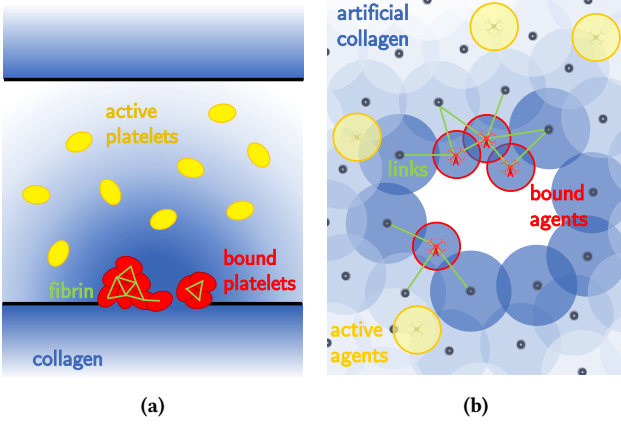 active
platelets
bound
platelets
fibrin
collagen
(a)
artificial
collagen
links
bound
agents
active
agents
(b)